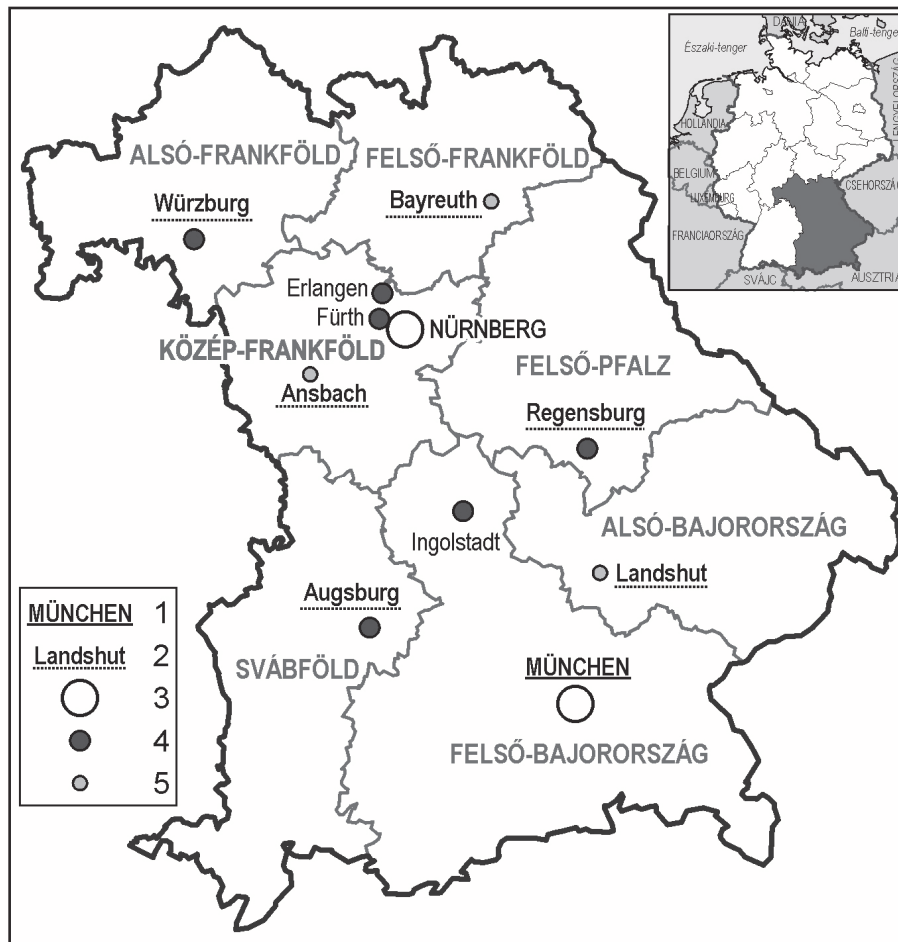 DÁNIA
Balti-tenger
Északi-tenger
HOLLANDIA
LENGYELORSZÁG
BELGIUM
LUXEMBURG
CSEHORSZÁG
FRANCIAORSZÁG
SVÁJC
AUSZTRIA
ALSÓ-FRANKFÖLD
FELSŐ-FRANKFÖLD
Würzburg
Bayreuth
Erlangen
Fürth
NÜRNBERG
KÖZÉP-FRANKFÖLD
Ansbach
FELSŐ-PFALZ
Regensburg
Ingolstadt
ALSÓ-BAJORORSZÁG
Landshut
Augsburg
SVÁBFÖLD
MÜNCHEN
FELSŐ-BAJORORSZÁG
MÜNCHEN 1
Landshut 2
3
4
5